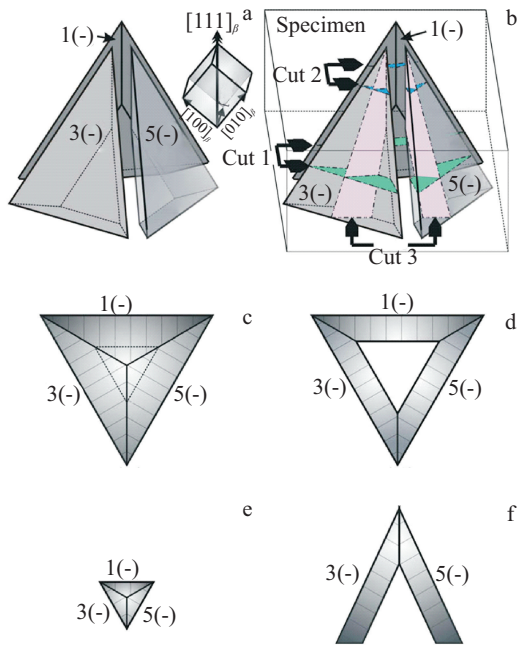 a
1(-)
[111]β
[100]β
[010]β
3(-)
5(-)
b
Specimen
1(-)
Cut 2
Cut 1
3(-)
5(-)
Cut 3
c
1(-)
3(-)
5(-)
d
1(-)
3(-)
5(-)
e
1(-)
3(-)
5(-)
f
3(-)
5(-)